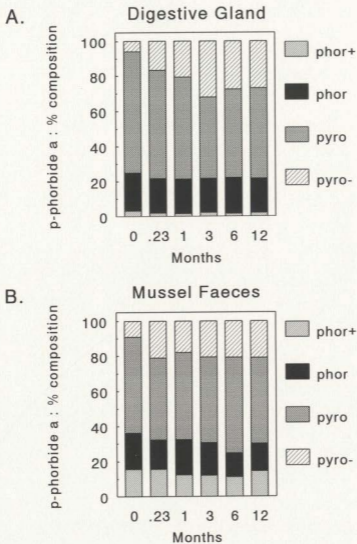 A.
Digestive Gland
p-phorbide a : % composition
100
80
60
40
20
0
0 .23 1 3 6 12
Months
phor+
phor
pyro
pyro-
B.
Mussel Faeces
p-phorbide a : % composition
100
80
60
40
20
0
0 .23 1 3 6 12
Months
phor+
phor
pyro
pyro-